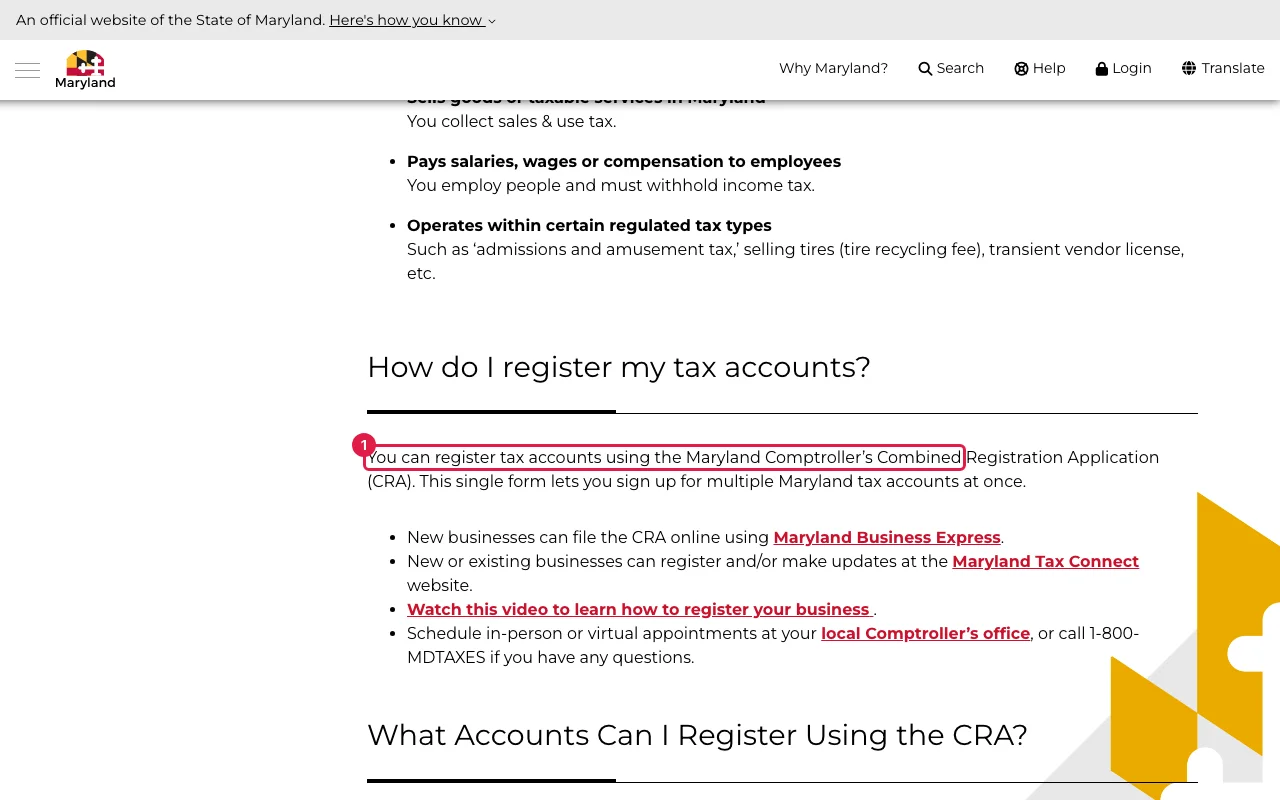 An official website of the State of Maryland. Here's how you know
Maryland
Why Maryland?
Search
Help
Login
Translate
Sells goods or taxable services in Maryland
You collect sales & use tax.
Pays salaries, wages or compensation to employees
You employ people and must withhold income tax.
Operates within certain regulated tax types
Such as ‘admissions and amusement tax,’ selling tires (tire recycling fee), transient vendor license,
etc.
How do I register my tax accounts?
1
You can register tax accounts using the Maryland Comptroller’s Combined Registration Application
(CRA). This single form lets you sign up for multiple Maryland tax accounts at once.
New businesses can file the CRA online using Maryland Business Express.
New or existing businesses can register and/or make updates at the Maryland Tax Connect
website.
Watch this video to learn how to register your business .
Schedule in-person or virtual appointments at your local Comptroller’s office, or call 1-800-
MDTAXES if you have any questions.
What Accounts Can I Register Using the CRA?